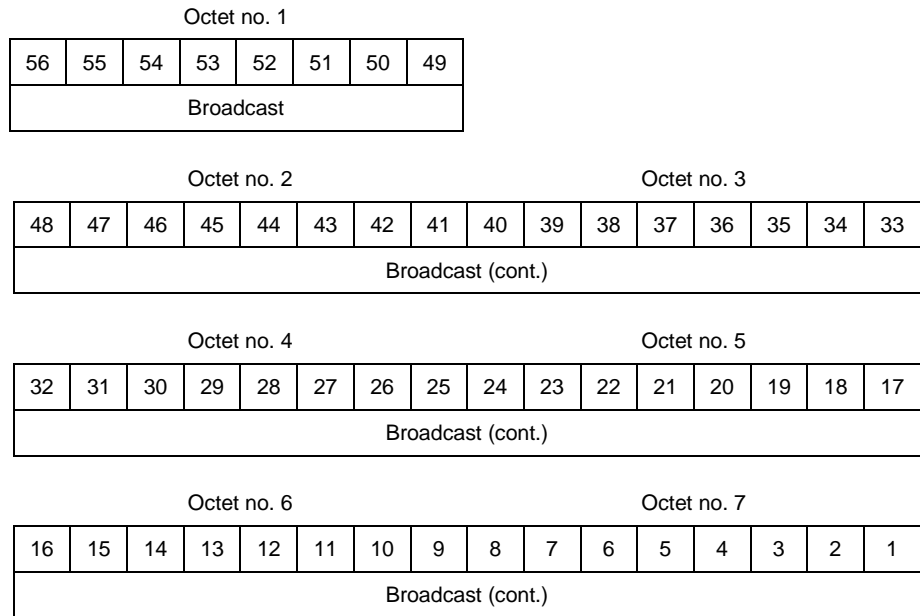 Octet no. 1
56 55 54 53 52 51 50 49
Broadcast
Octet no. 2 Octet no. 3
48 47 46 45 44 43 42 41 40 39 38 37 36 35 34 33
Broadcast (cont.)
Octet no. 4 Octet no. 5
32 31 30 29 28 27 26 25 24 23 22 21 20 19 18 17
Broadcast (cont.)
Octet no. 6 Octet no. 7
16 15 14 13 12 11 10 9 8 7 6 5 4 3 2 1
Broadcast (cont.)